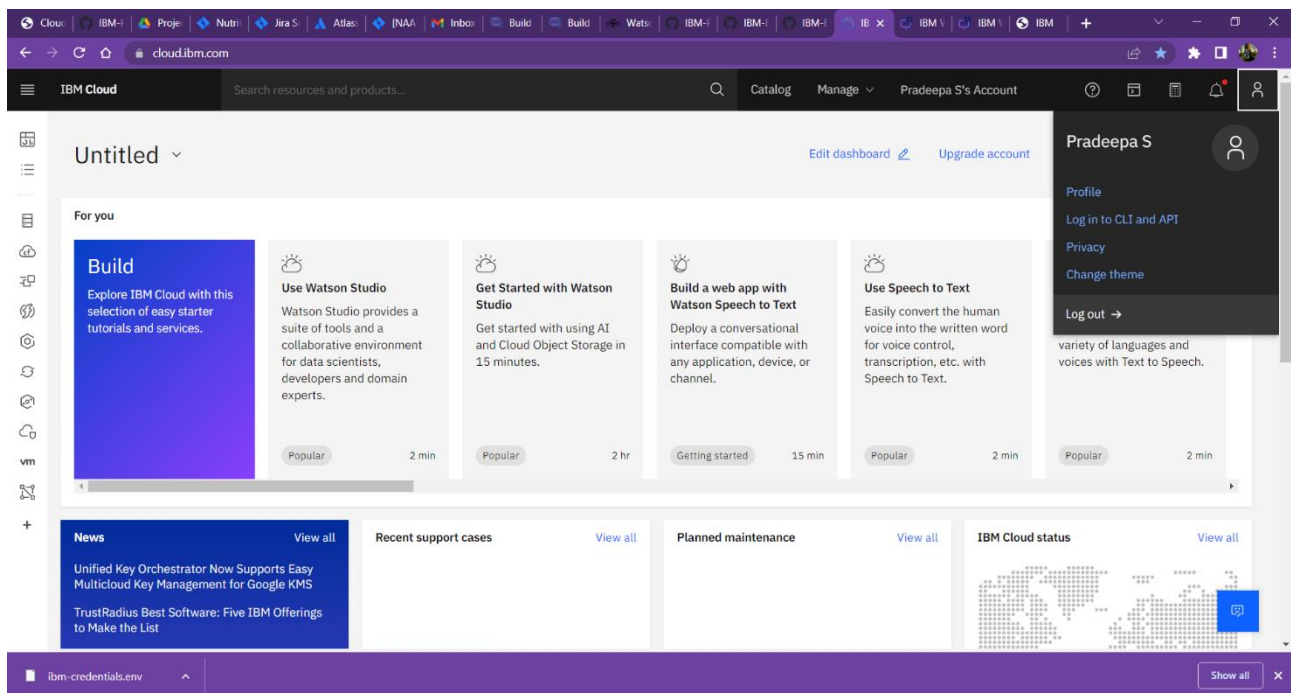 Clouc
IBM-F
Proje
Nutri
Jira S
Atlas
[NAA
Inbox
Build
Build
Wats
IBM-F
IBM-I
IBM-I
IB
IBM V
IBM \
IBM
cloud.ibm.com
IBM Cloud
Search resources and products...
Catalog
Manage
Pradeepa S's Account
Untitled
Edit dashboard
Upgrade account
Pradeepa S
Profile
Log in to CLI and API
Privacy
Change theme
Log out →
For you
Build
Explore IBM Cloud with this
selection of easy starter
tutorials and services.
Use Watson Studio
Watson Studio provides a
suite of tools and a
collaborative environment
for data scientists,
developers and domain
experts.
Popular
2 min
Get Started with Watson
Studio
Get started with using AI
and Cloud Object Storage in
15 minutes.
Popular
2 hr
Build a web app with
Watson Speech to Text
Deploy a conversational
interface compatible with
any application, device, or
channel.
Getting started
15 min
Use Speech to Text
Easily convert the human
voice into the written word
for voice control,
transcription, etc. with
Speech to Text.
Popular
2 min
variety of languages and
voices with Text to Speech.
Popular
2 min
vm
News
View all
Unified Key Orchestrator Now Supports Easy
Multicloud Key Management for Google KMS
TrustRadius Best Software: Five IBM Offerings
to Make the List
Recent support cases
View all
Planned maintenance
View all
IBM Cloud status
View all
ibm-credentials.env
Show all